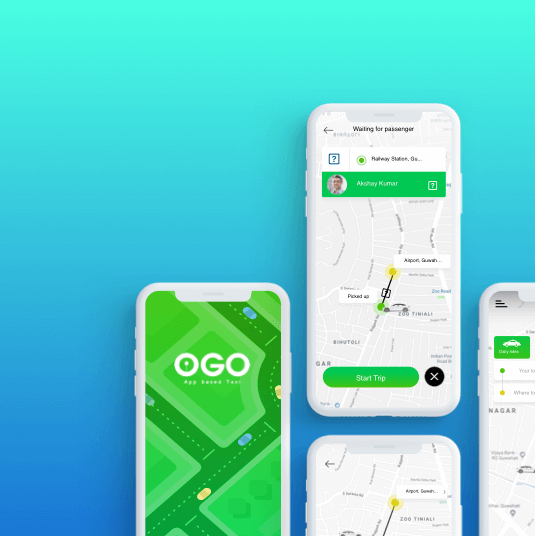 Waiting for passenger
Railway Station, Gu...
Akshay Kumar
Airport, Guwah...
Picked up
ZOO TINIALI
BIHUTOLI
GAR
Start Trip
OGO
App based Taxi
Daily rides
Your lo
Where to
NAGAR
Airport, Guwah...
ZOO TINIALI